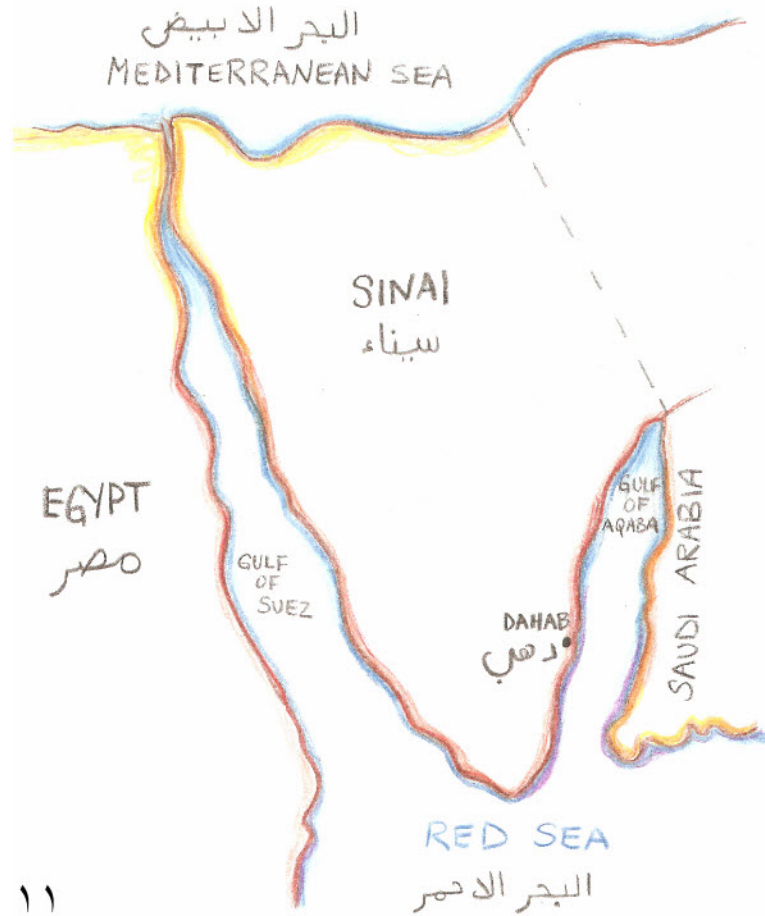 البحر الابيض
MEDITERRANEAN SEA
SINAI
سيناء
EGYPT
مصر
GULF
OF
SUEZ
GULF
OF
AQABA
SAUDI ARABIA
DAHAB
دهب
RED SEA
البحر الاحمر
١١